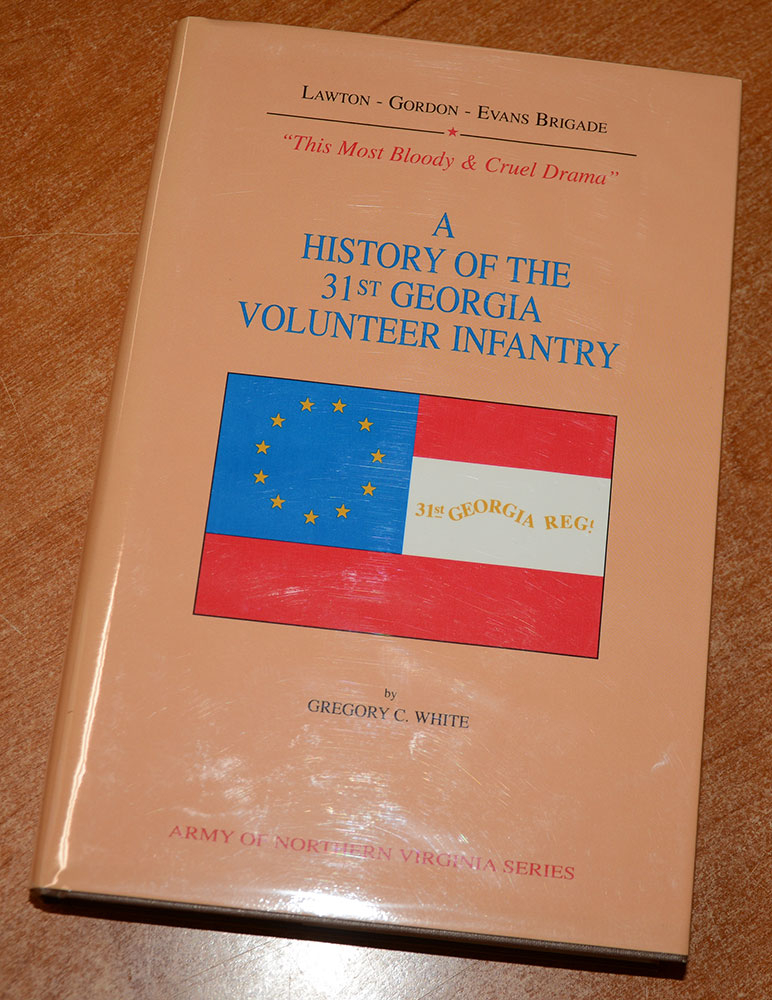 LAWTON - GORDON - EVANS BRIGADE
“This Most Bloody & Cruel Drama”
A
HISTORY OF THE
31ST GEORGIA
VOLUNTEER INFANTRY
31st GEORGIA REGt.
by
GREGORY C. WHITE
ARMY OF NORTHERN VIRGINIA SERIES